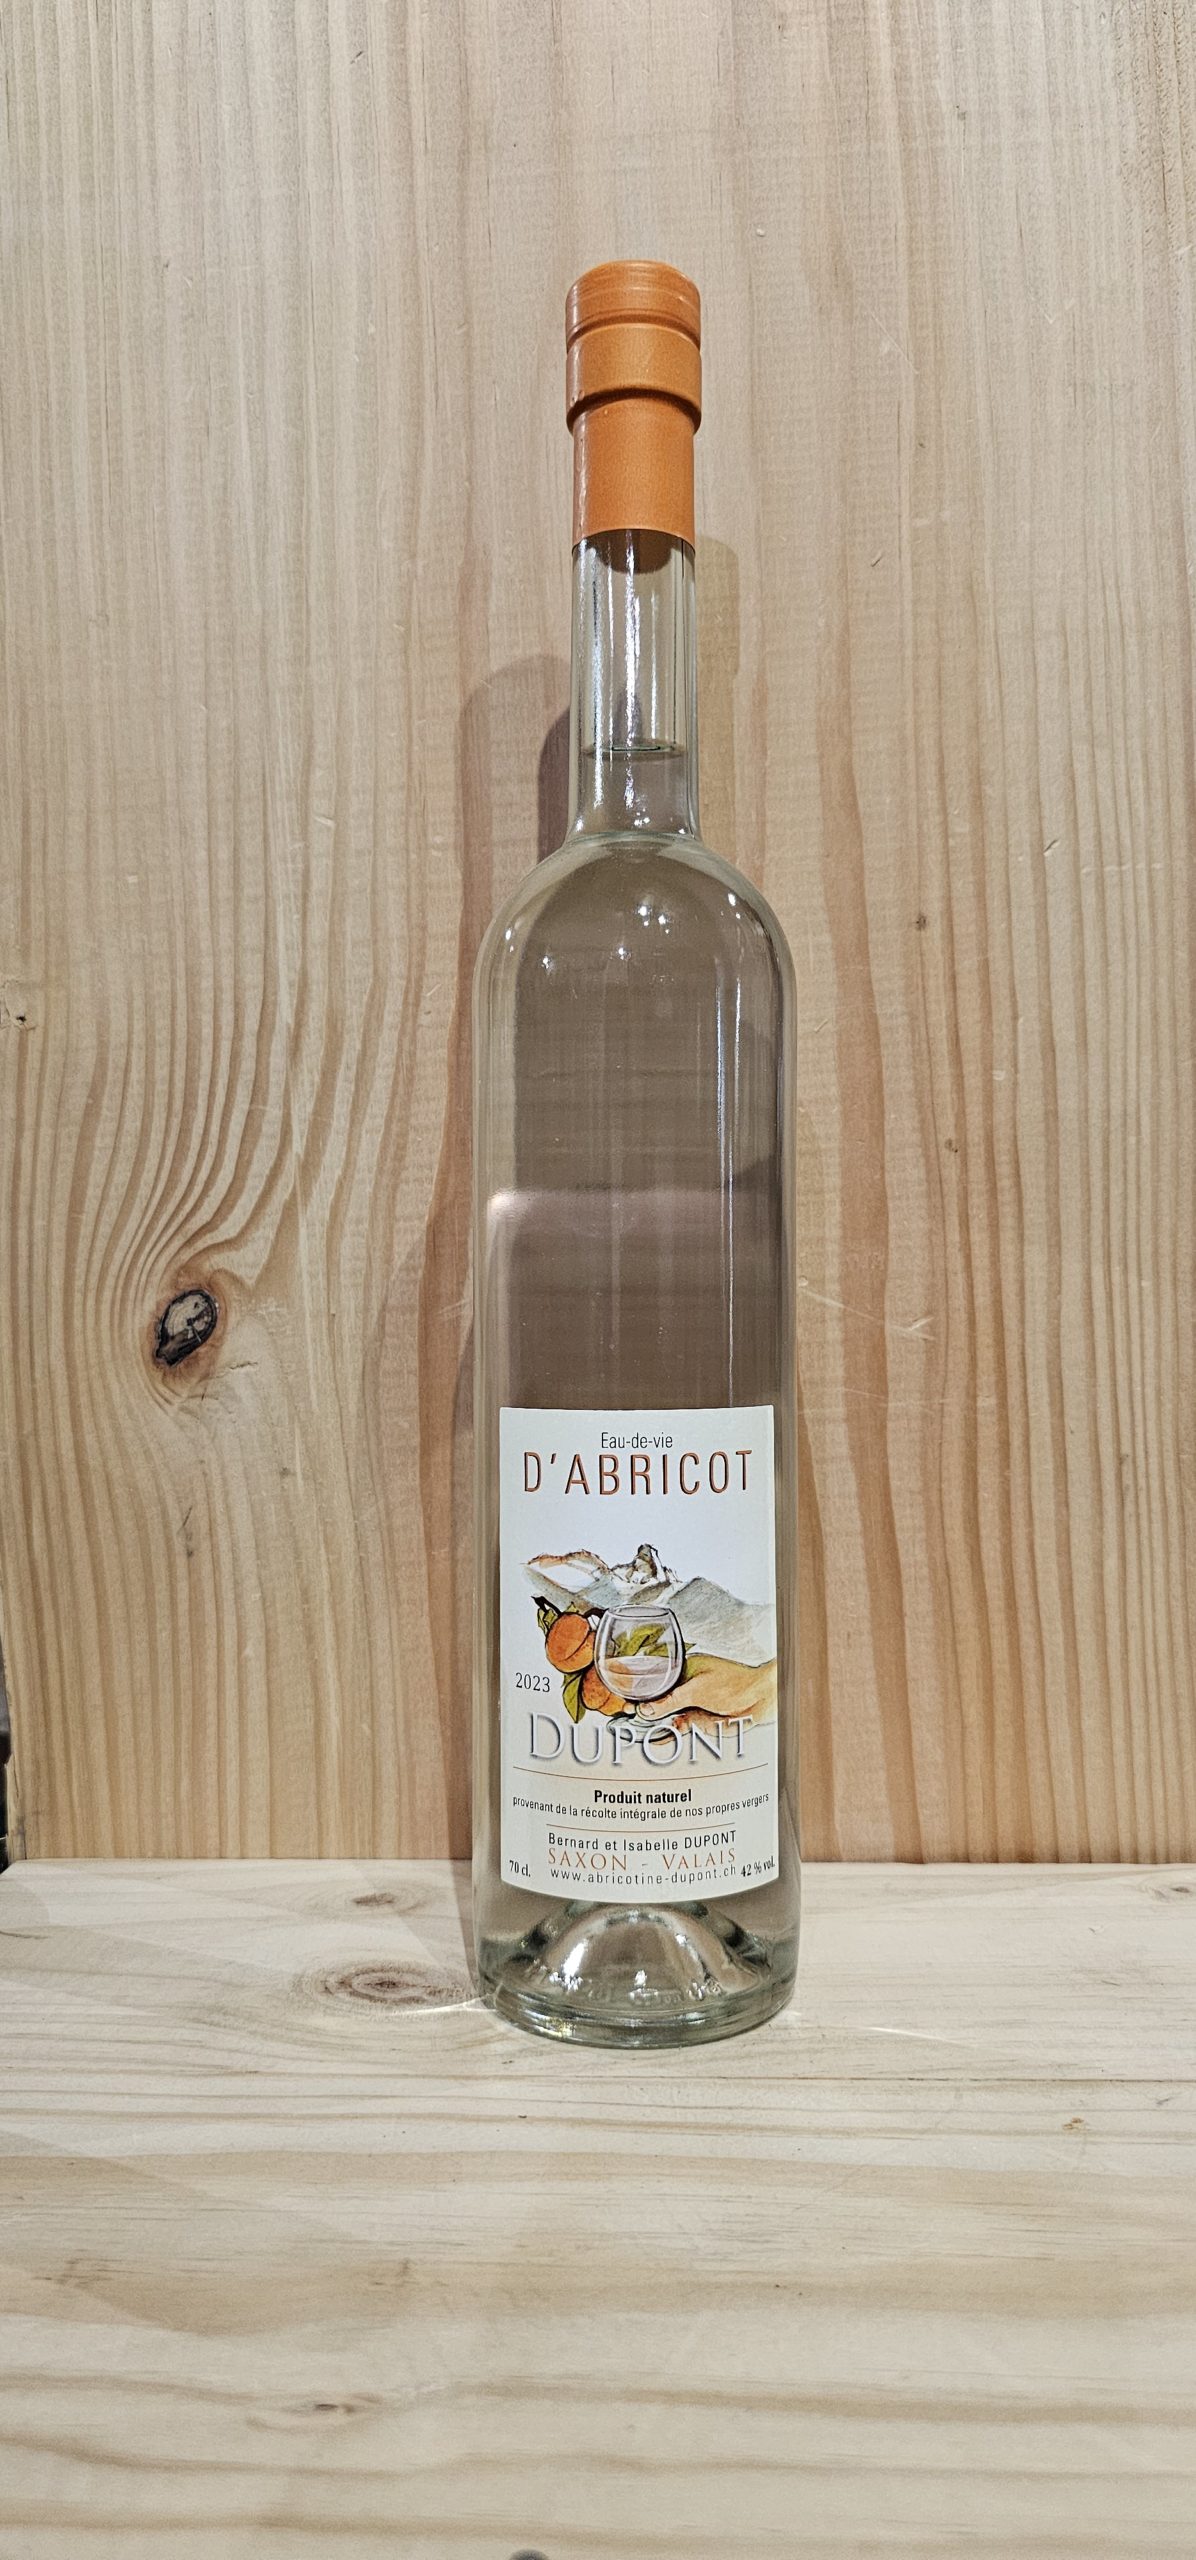 Eau-de-vie
D'ABRICOT
2023
DUPONT
Produit naturel
provenant de la récolte intégrale de nos propres vergers
Bernard et Isabelle DUPONT
SAXON - VALAIS
70 cl. www.abricotine-dupont.ch 42 % vol.